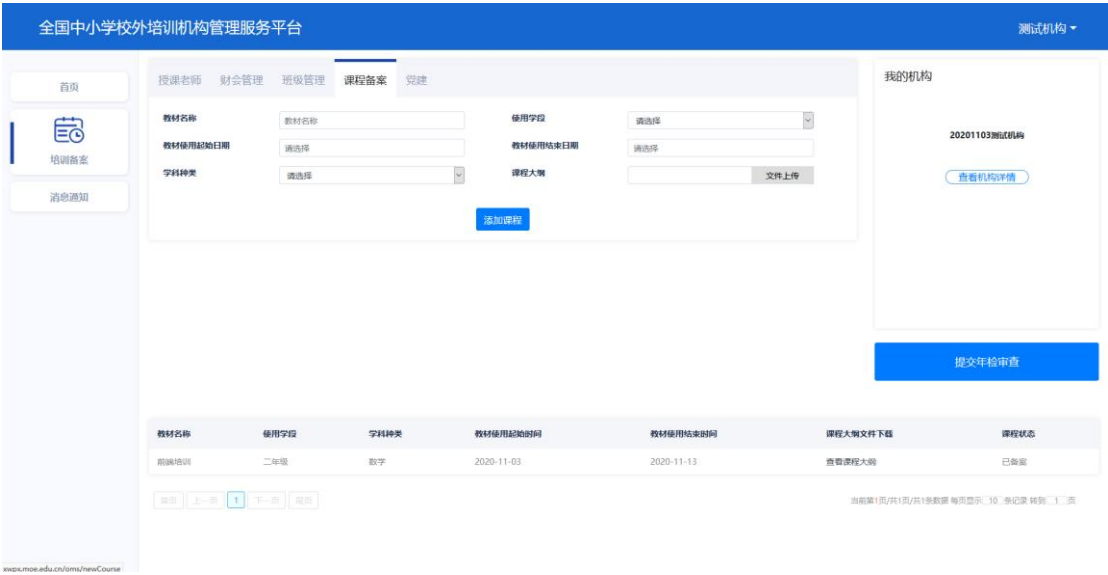 全国中小学校外培训机构管理服务平台
测试机构
首页
培训备案
消息通知
授课老师 财会管理 班级管理 课程备案 党建
教材名称 教材名称 使用学段 请选择
教材使用起始日期 请选择 教材使用结束日期 请选择
学科种类 请选择 课程大纲 文件上传
添加课程
我的机构
20201103测试机构
查看机构详情
提交年检审查
教材名称 使用学段 学科种类 教材使用起始时间 教材使用结束时间 课程大纲文件下载 课程状态
前端培训 二年级 数学 2020-11-03 2020-11-13 查看课程大纲 已备案
首页 上一页 1 下一页 尾页
当前第1页/共1页/共1条数据 每页显示 10 条记录 转到 1 页
xwpx.moe.edu.cn/oms/newCourse